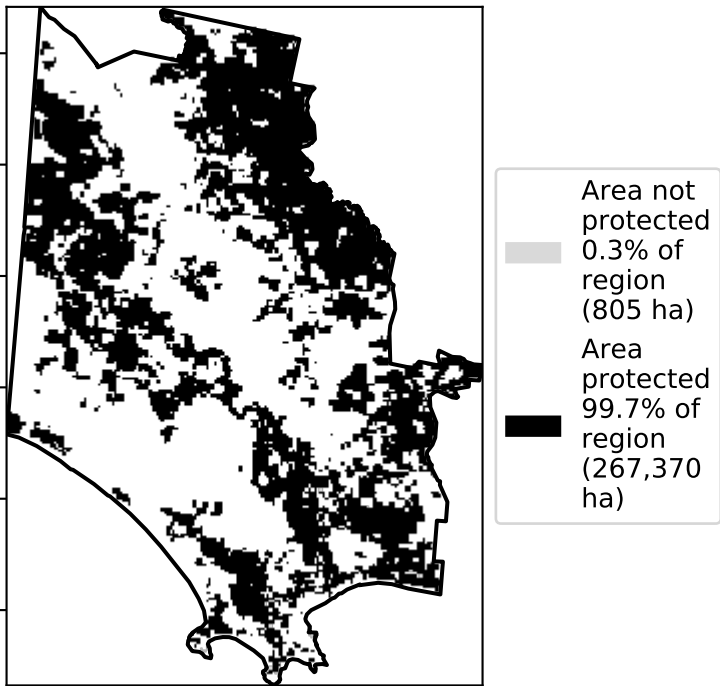 Area not
protected
0.3% of
region
(805 ha)
Area
protected
99.7% of
region
(267,370
ha)